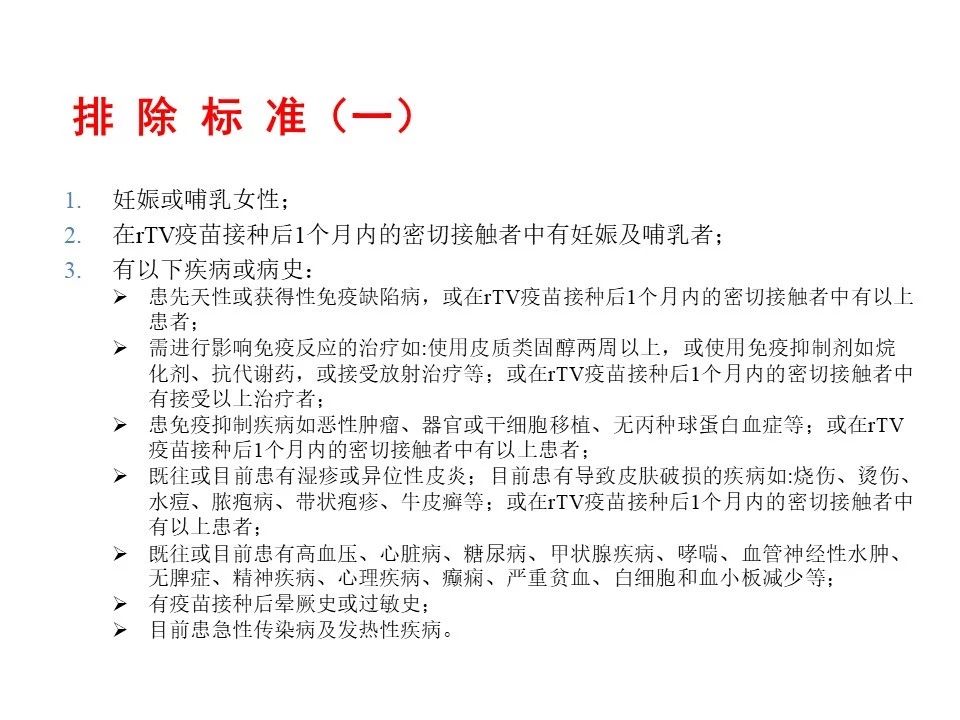 排 除 标 准（一）
1. 妊娠或哺乳女性；
2. 在rTV疫苗接种后1个月内的密切接触者中有妊娠及哺乳者；
3. 有以下疾病或病史：
➢ 患先天性或获得性免疫缺陷病，或在rTV疫苗接种后1个月内的密切接触者中有以上
患者；
➢ 需进行影响免疫反应的治疗如:使用皮质类固醇两周以上，或使用免疫抑制剂如烷
化剂、抗代谢药，或接受放射治疗等；或在rTV疫苗接种后1个月内的密切接触者中
有接受以上治疗者；
➢ 患免疫抑制疾病如恶性肿瘤、器官或干细胞移植、无丙种球蛋白血症等；或在rTV
疫苗接种后1个月内的密切接触者中有以上患者；
➢ 既往或目前患有湿疹或异位性皮炎；目前患有导致皮肤破损的疾病如:烧伤、烫伤、
水痘、脓疱病、带状疱疹、牛皮癣等；或在rTV疫苗接种后1个月内的密切接触者中
有以上患者；
➢ 既往或目前患有高血压、心脏病、糖尿病、甲状腺疾病、哮喘、血管神经性水肿、
无脾症、精神疾病、心理疾病、癫痫、严重贫血、白细胞和血小板减少等；
➢ 有疫苗接种后晕厥史或过敏史；
➢ 目前患急性传染病及发热性疾病。